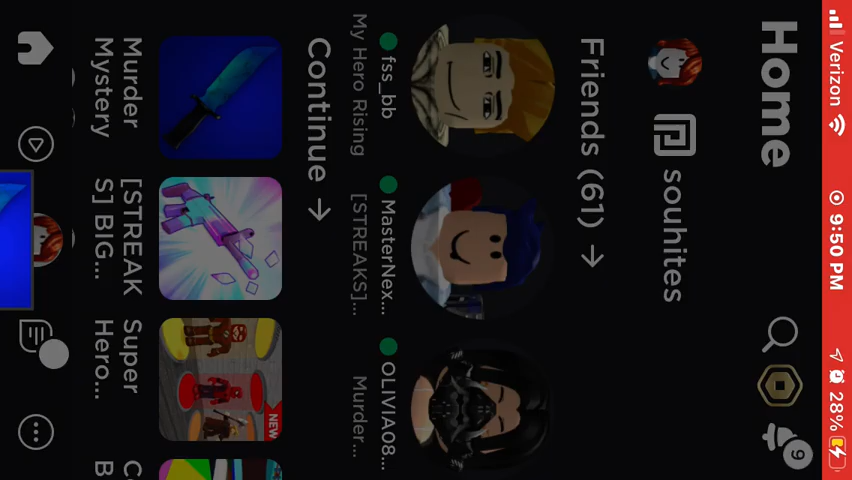 Verizon 9:50 PM 28%
Home
9
souhites
Friends (61) →
fss_bb MasterNex... OLIVIA08...
My Hero Rising [STREAKS]... Murder...
Continue →
NEW
Murder [STREAK Super C
Mystery S] BIG... Hero... B